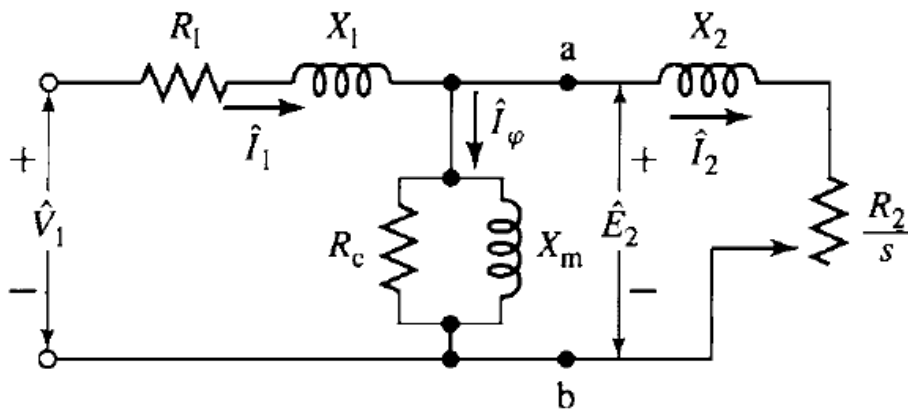 R₁ X₁ a X₂
Î₁ Îφ Î₂
+ + 
V̂₁ Rc Xm Ê₂ R₂/s
− −
b